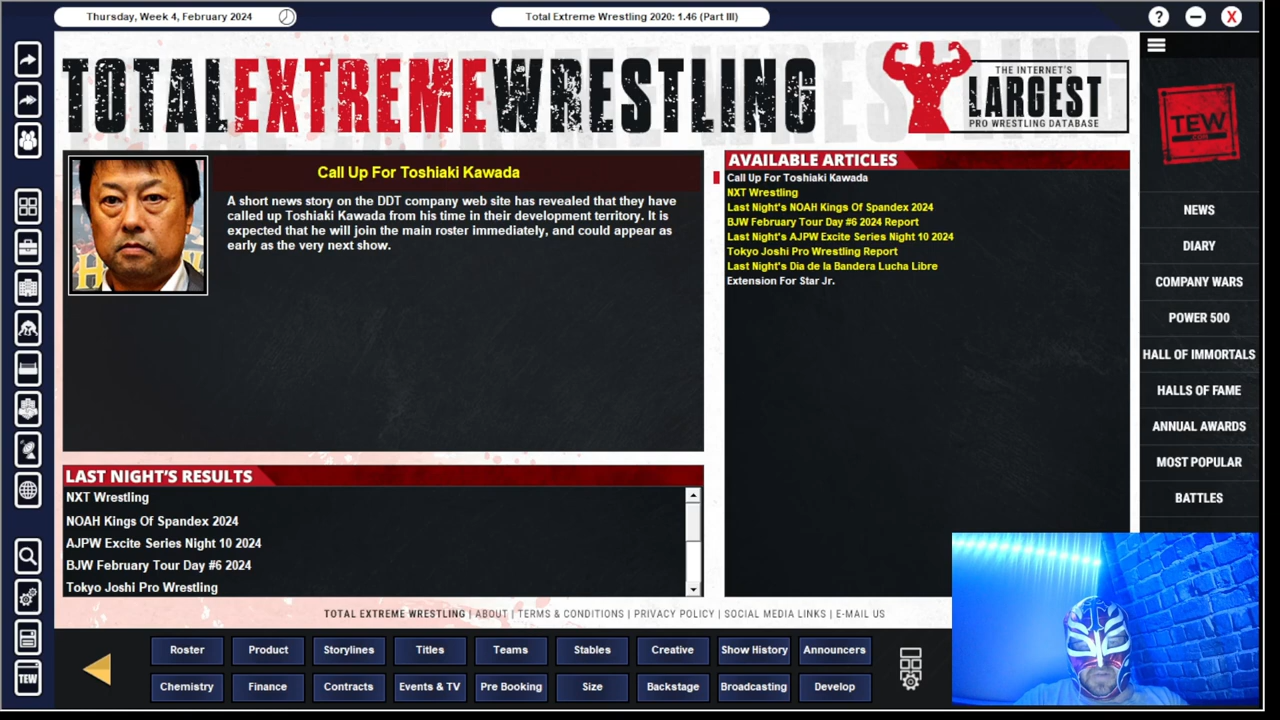 Thursday, Week 4, February 2024
Total Extreme Wrestling 2020: 1.46 (Part III)
?
X
TOTALEXTREMEWRESTLING
THE INTERNET'S
LARGEST
PRO WRESTLING DATABASE
TEW
Call Up For Toshiaki Kawada
A short news story on the DDT company web site has revealed that they have
called up Toshiaki Kawada from his time in their development territory. It is
expected that he will join the main roster immediately, and could appear as
early as the very next show.
AVAILABLE ARTICLES
Call Up For Toshiaki Kawada
NXT Wrestling
Last Night's NOAH Kings Of Spandex 2024
BJW February Tour Day #6 2024 Report
Last Night's AJPW Excite Series Night 10 2024
Tokyo Joshi Pro Wrestling Report
Last Night's Dia de la Bandera Lucha Libre
Extension For Star Jr.
NEWS
DIARY
COMPANY WARS
POWER 500
HALL OF IMMORTALS
HALLS OF FAME
ANNUAL AWARDS
MOST POPULAR
BATTLES
LAST NIGHT'S RESULTS
NXT Wrestling
NOAH Kings Of Spandex 2024
AJPW Excite Series Night 10 2024
BJW February Tour Day #6 2024
Tokyo Joshi Pro Wrestling
TOTAL EXTREME WRESTLING | ABOUT | TERMS & CONDITIONS | PRIVACY POLICY | SOCIAL MEDIA LINKS | E-MAIL US
Roster
Product
Storylines
Titles
Teams
Stables
Creative
Show History
Announcers
Chemistry
Finance
Contracts
Events & TV
Pre Booking
Size
Backstage
Broadcasting
Develop
TEW